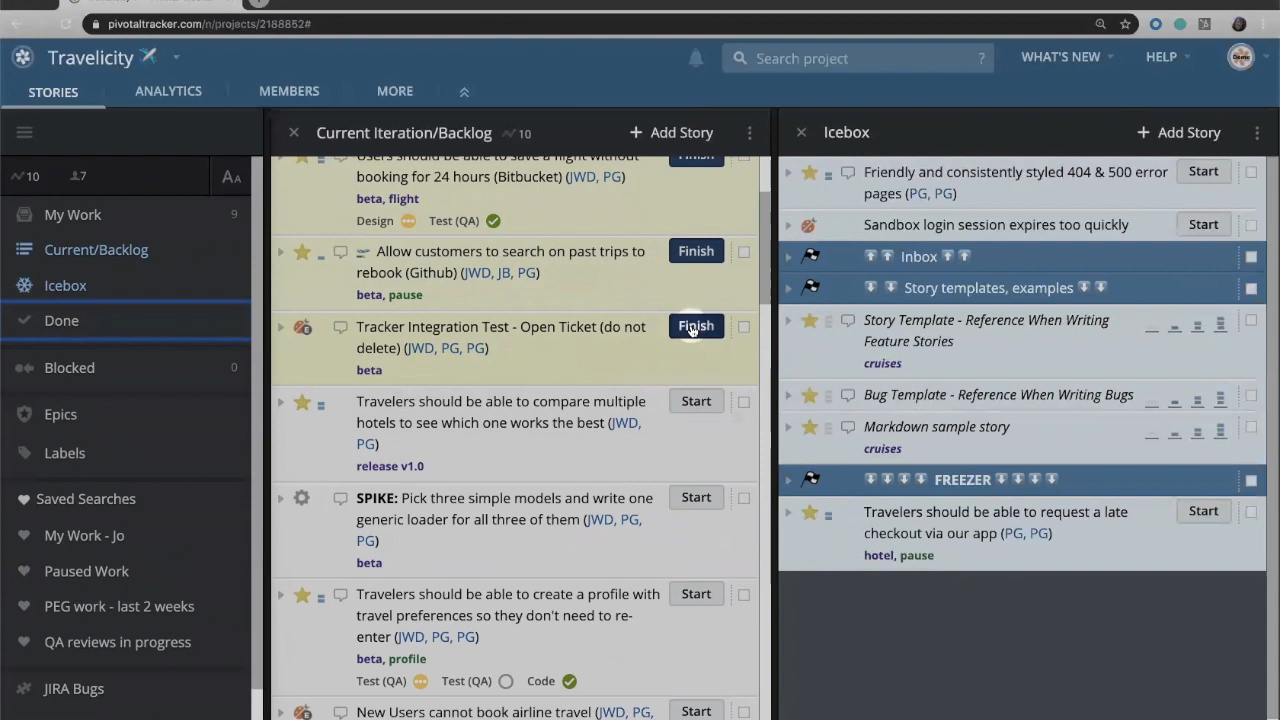 pivotaltracker.com/n/projects/2188852#
Travelicity
Search project
?
WHAT'S NEW
HELP
STORIES
ANALYTICS
MEMBERS
MORE
10
7
AA
My Work
9
Current/Backlog
Icebox
Done
Blocked
0
Epics
Labels
Saved Searches
My Work - Jo
Paused Work
PEG work - last 2 weeks
QA reviews in progress
JIRA Bugs
Current Iteration/Backlog
10
+ Add Story
Users should be able to save a flight without
booking for 24 hours (Bitbucket) (JWD, PG)
beta, flight
Design
Test (QA)
Finish
Allow customers to search on past trips to
rebook (Github) (JWD, JB, PG)
beta, pause
Finish
Tracker Integration Test - Open Ticket (do not
delete) (JWD, PG, PG)
beta
Finish
Travelers should be able to compare multiple
hotels to see which one works the best (JWD,
PG)
release v1.0
Start
SPIKE: Pick three simple models and write one
generic loader for all three of them (JWD, PG,
PG)
beta
Start
Travelers should be able to create a profile with
travel preferences so they don't need to re-
enter (JWD, PG, PG)
beta, profile
Test (QA)
Test (QA)
Code
Start
New Users cannot book airline travel (JWD, PG,
Start
Icebox
+ Add Story
Friendly and consistently styled 404 & 500 error
pages (PG, PG)
Start
Sandbox login session expires too quickly
Start
Inbox
Story templates, examples
Story Template - Reference When Writing
Feature Stories
cruises
Bug Template - Reference When Writing Bugs
Markdown sample story
cruises
FREEZER
Travelers should be able to request a late
checkout via our app (PG, PG)
hotel, pause
Start